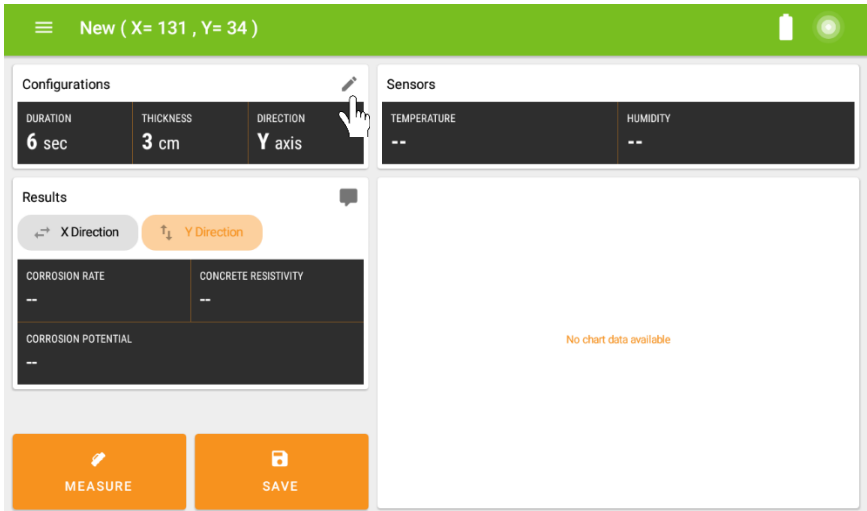 New ( X= 131 , Y= 34 )
Configurations
DURATION THICKNESS DIRECTION
6 sec 3 cm Y axis
Sensors
TEMPERATURE HUMIDITY
-- --
Results
X Direction Y Direction
CORROSION RATE CONCRETE RESISTIVITY
-- --
CORROSION POTENTIAL
--
No chart data available
MEASURE SAVE